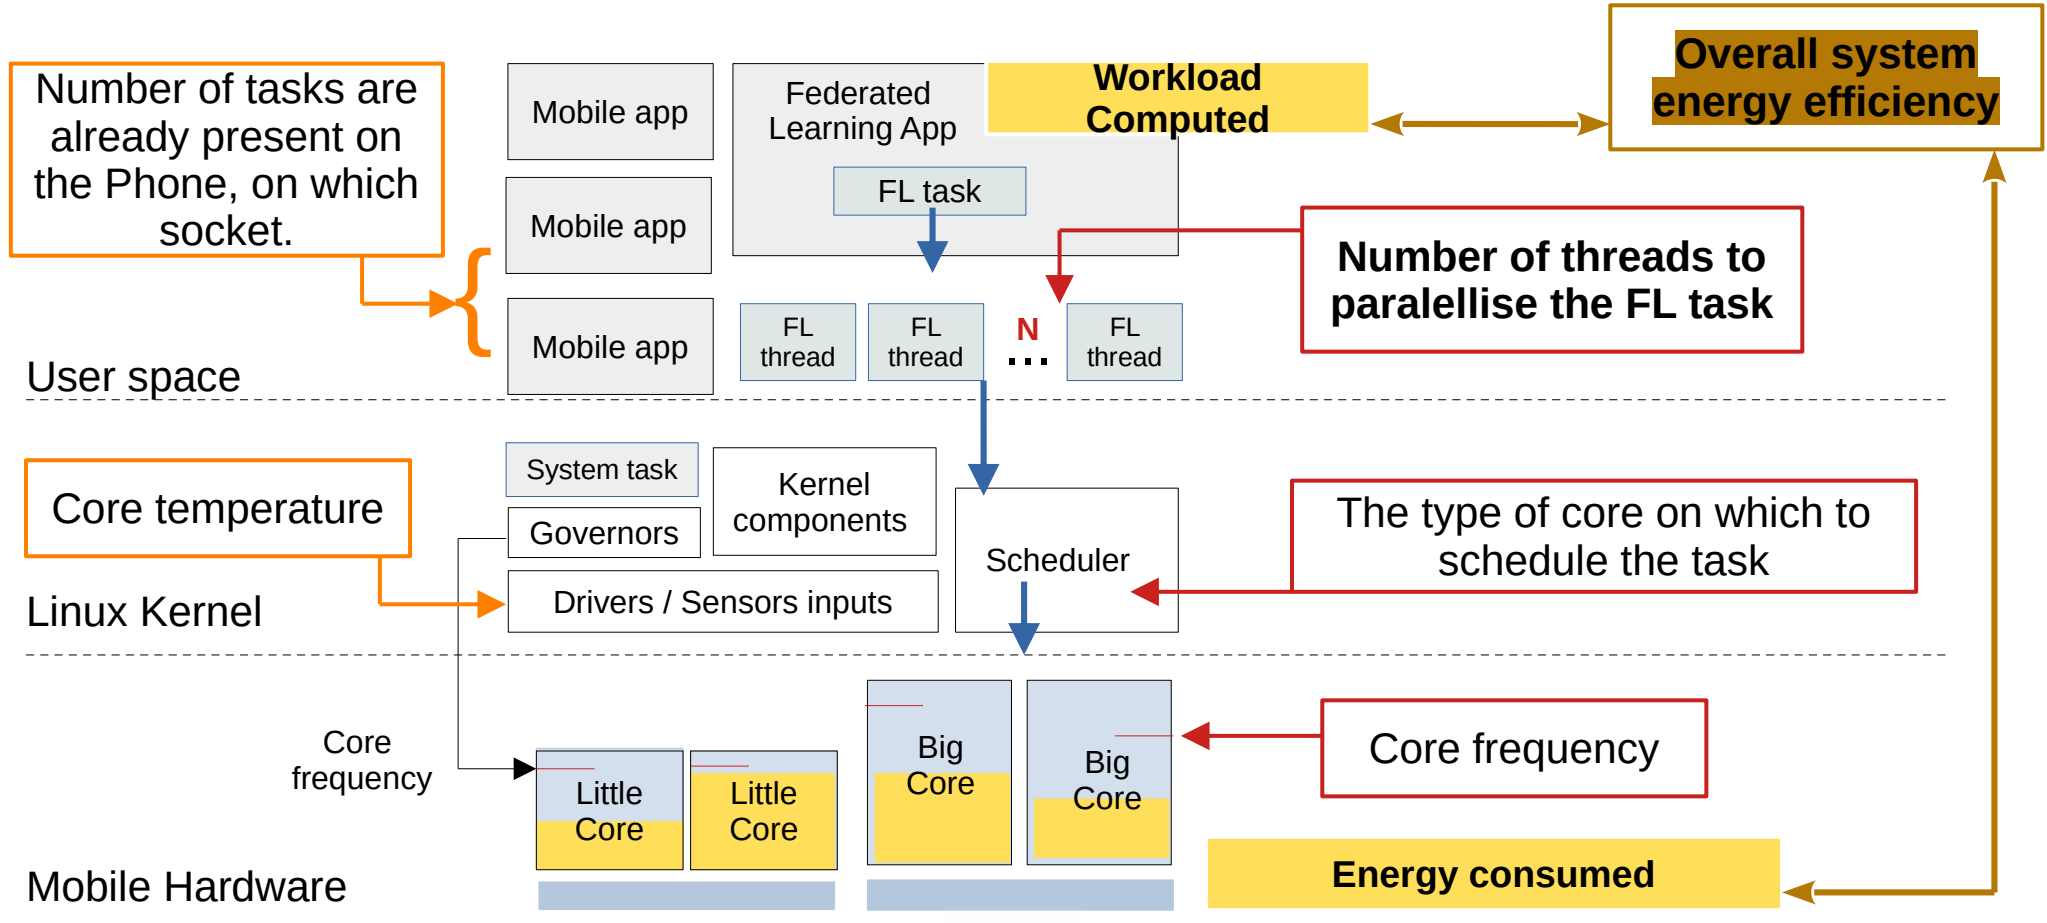 Number of tasks are
already present on
the Phone, on which
socket.
Mobile app
Mobile app
Mobile app
Federated
Learning App
Workload
Computed
Overall system
energy efficiency
FL task
Number of threads to
paralellise the FL task
FL
thread
FL
thread
N
...
FL
thread
User space
Core temperature
System task
Governors
Kernel
components
Drivers / Sensors inputs
Scheduler
The type of core on which to
schedule the task
Linux Kernel
Core
frequency
Little
Core
Little
Core
Big
Core
Big
Core
Core frequency
Energy consumed
Mobile Hardware